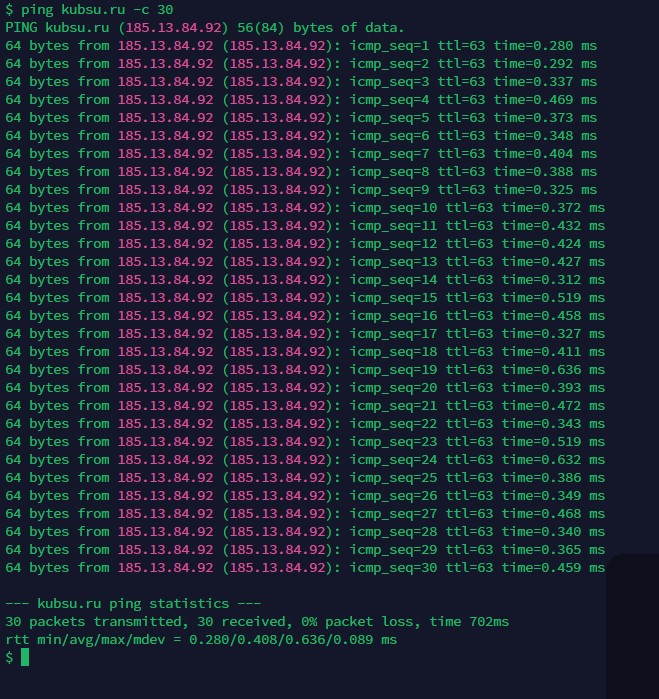 $ ping kubsu.ru -c 30
PING kubsu.ru (185.13.84.92) 56(84) bytes of data.
64 bytes from 185.13.84.92 (185.13.84.92): icmp_seq=1 ttl=63 time=0.280 ms
64 bytes from 185.13.84.92 (185.13.84.92): icmp_seq=2 ttl=63 time=0.292 ms
64 bytes from 185.13.84.92 (185.13.84.92): icmp_seq=3 ttl=63 time=0.337 ms
64 bytes from 185.13.84.92 (185.13.84.92): icmp_seq=4 ttl=63 time=0.469 ms
64 bytes from 185.13.84.92 (185.13.84.92): icmp_seq=5 ttl=63 time=0.373 ms
64 bytes from 185.13.84.92 (185.13.84.92): icmp_seq=6 ttl=63 time=0.348 ms
64 bytes from 185.13.84.92 (185.13.84.92): icmp_seq=7 ttl=63 time=0.404 ms
64 bytes from 185.13.84.92 (185.13.84.92): icmp_seq=8 ttl=63 time=0.388 ms
64 bytes from 185.13.84.92 (185.13.84.92): icmp_seq=9 ttl=63 time=0.325 ms
64 bytes from 185.13.84.92 (185.13.84.92): icmp_seq=10 ttl=63 time=0.372 ms
64 bytes from 185.13.84.92 (185.13.84.92): icmp_seq=11 ttl=63 time=0.432 ms
64 bytes from 185.13.84.92 (185.13.84.92): icmp_seq=12 ttl=63 time=0.424 ms
64 bytes from 185.13.84.92 (185.13.84.92): icmp_seq=13 ttl=63 time=0.427 ms
64 bytes from 185.13.84.92 (185.13.84.92): icmp_seq=14 ttl=63 time=0.312 ms
64 bytes from 185.13.84.92 (185.13.84.92): icmp_seq=15 ttl=63 time=0.519 ms
64 bytes from 185.13.84.92 (185.13.84.92): icmp_seq=16 ttl=63 time=0.458 ms
64 bytes from 185.13.84.92 (185.13.84.92): icmp_seq=17 ttl=63 time=0.327 ms
64 bytes from 185.13.84.92 (185.13.84.92): icmp_seq=18 ttl=63 time=0.411 ms
64 bytes from 185.13.84.92 (185.13.84.92): icmp_seq=19 ttl=63 time=0.636 ms
64 bytes from 185.13.84.92 (185.13.84.92): icmp_seq=20 ttl=63 time=0.393 ms
64 bytes from 185.13.84.92 (185.13.84.92): icmp_seq=21 ttl=63 time=0.472 ms
64 bytes from 185.13.84.92 (185.13.84.92): icmp_seq=22 ttl=63 time=0.343 ms
64 bytes from 185.13.84.92 (185.13.84.92): icmp_seq=23 ttl=63 time=0.519 ms
64 bytes from 185.13.84.92 (185.13.84.92): icmp_seq=24 ttl=63 time=0.632 ms
64 bytes from 185.13.84.92 (185.13.84.92): icmp_seq=25 ttl=63 time=0.386 ms
64 bytes from 185.13.84.92 (185.13.84.92): icmp_seq=26 ttl=63 time=0.349 ms
64 bytes from 185.13.84.92 (185.13.84.92): icmp_seq=27 ttl=63 time=0.468 ms
64 bytes from 185.13.84.92 (185.13.84.92): icmp_seq=28 ttl=63 time=0.340 ms
64 bytes from 185.13.84.92 (185.13.84.92): icmp_seq=29 ttl=63 time=0.365 ms
64 bytes from 185.13.84.92 (185.13.84.92): icmp_seq=30 ttl=63 time=0.459 ms
--- kubsu.ru ping statistics ---
30 packets transmitted, 30 received, 0% packet loss, time 702ms
rtt min/avg/max/mdev = 0.280/0.408/0.636/0.089 ms
$